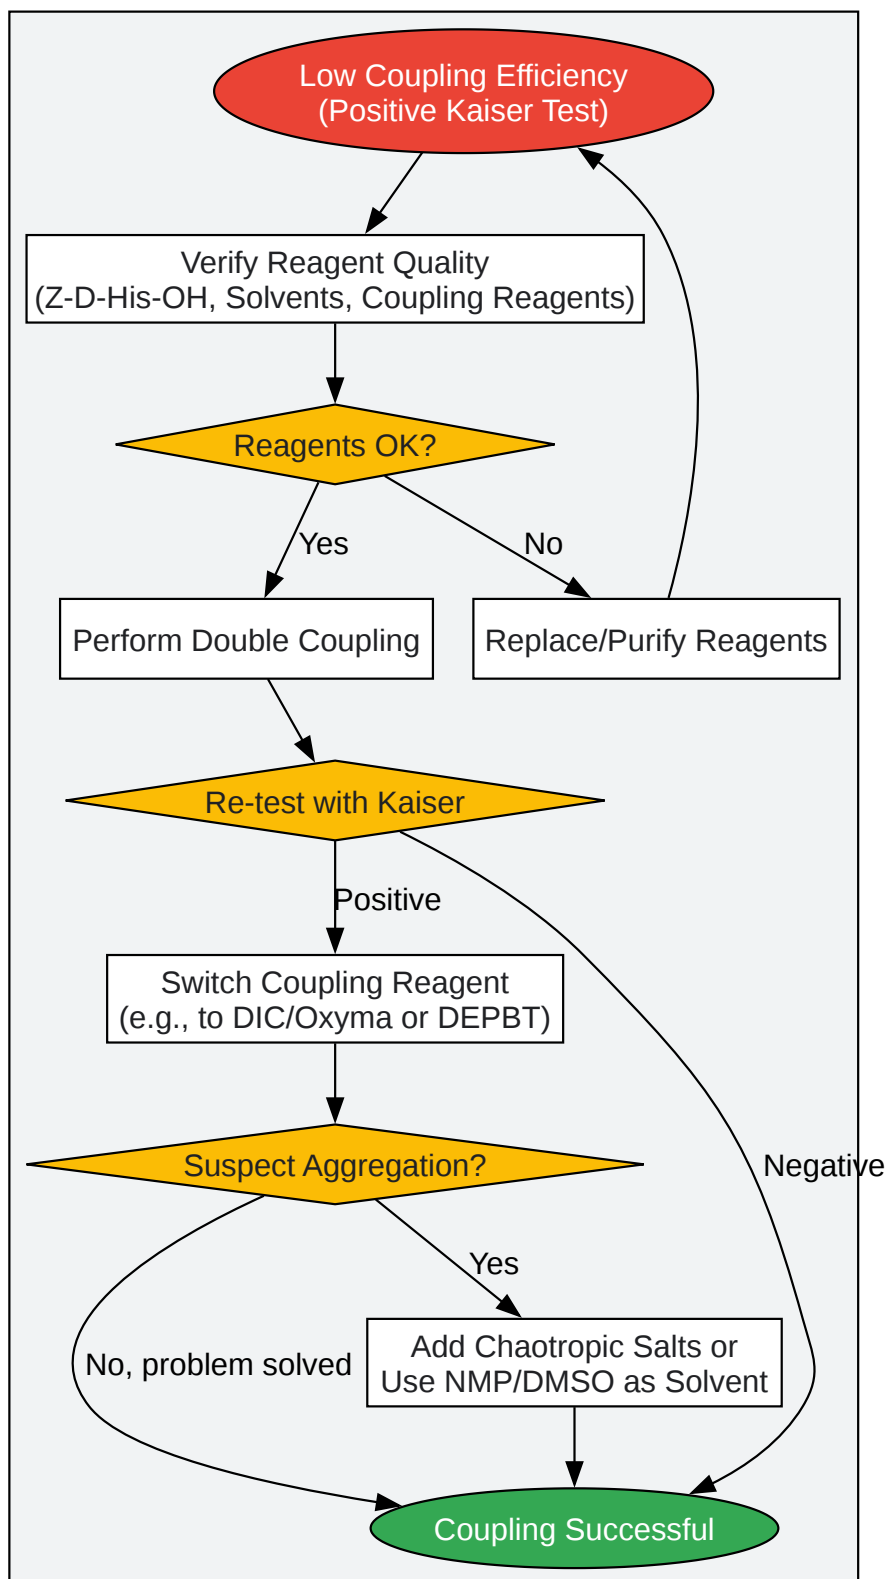 Low Coupling Efficiency
(Positive Kaiser Test)
Verify Reagent Quality
(Z-D-His-OH, Solvents, Coupling Reagents)
Reagents OK?
Yes
No
Perform Double Coupling
Replace/Purify Reagents
Re-test with Kaiser
Positive
Switch Coupling Reagent
(e.g., to DIC/Oxyma or DEPBT)
Suspect Aggregation?
Negative
Yes
Add Chaotropic Salts or
Use NMP/DMSO as Solvent
No, problem solved
Coupling Successful